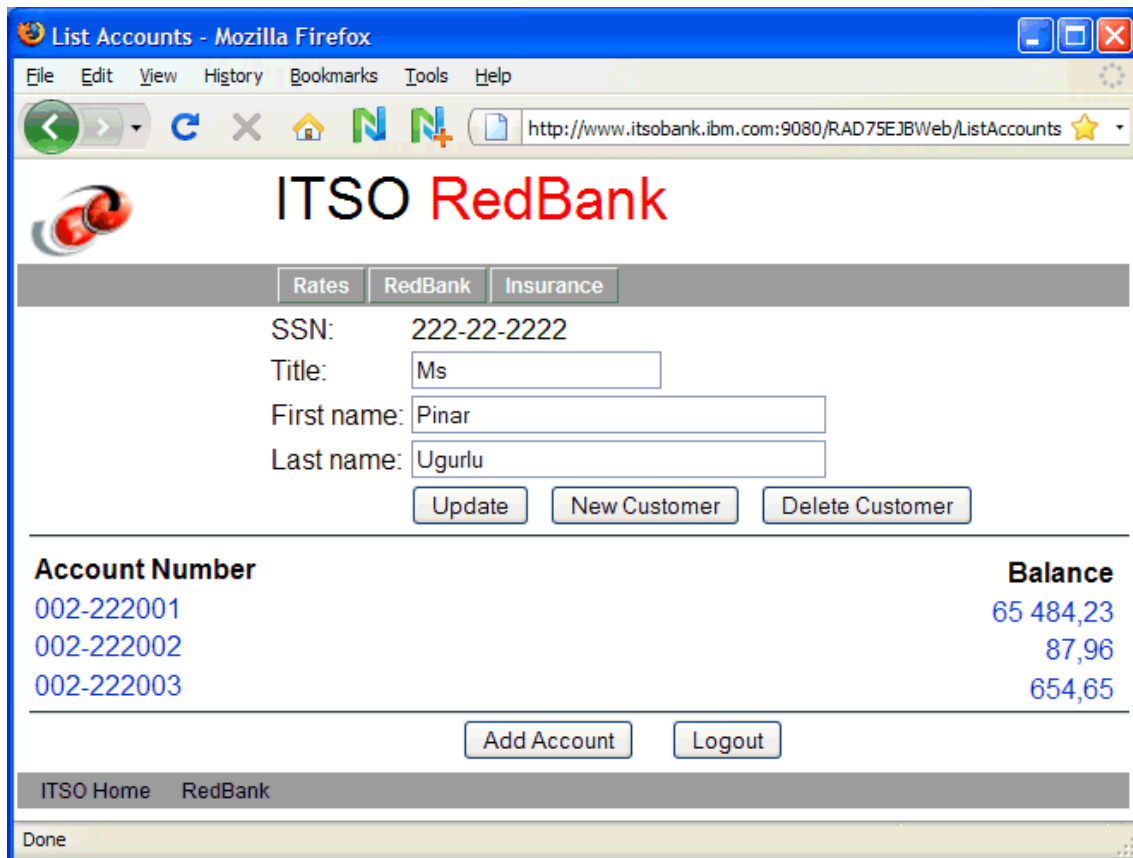 List Accounts - Mozilla Firefox
File Edit View History Bookmarks Tools Help
http://www.itsobank.ibm.com:9080/RAD75EJBWeb/ListAccounts
ITSO RedBank
Rates RedBank Insurance
SSN: 222-22-2222
Title: Ms
First name: Pinar
Last name: Ugurlu
Update New Customer Delete Customer
Account Number Balance
002-222001 65 484,23
002-222002 87,96
002-222003 654,65
Add Account Logout
ITSO Home RedBank
Done